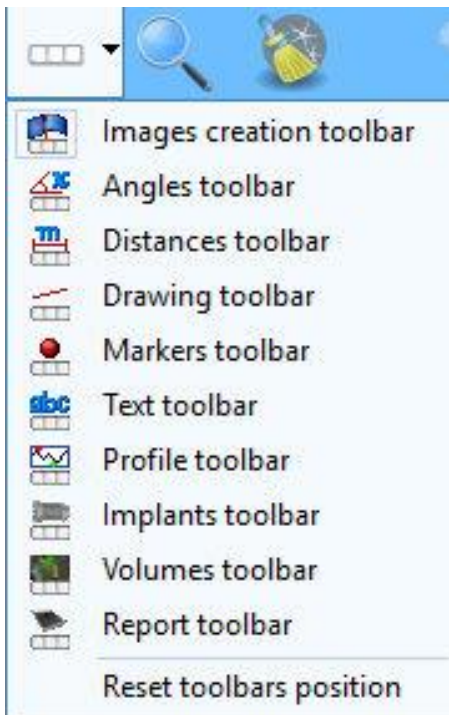 Images creation toolbar
Angles toolbar
Distances toolbar
Drawing toolbar
Markers toolbar
abc Text toolbar
Profile toolbar
Implants toolbar
Volumes toolbar
Report toolbar
Reset toolbars position